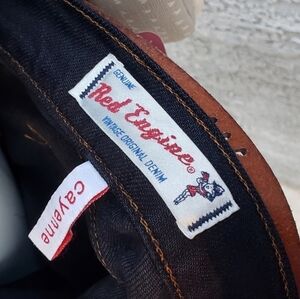 GENUINE
Red Engine®
VINTAGE ORIGINAL DENIM
cayenne